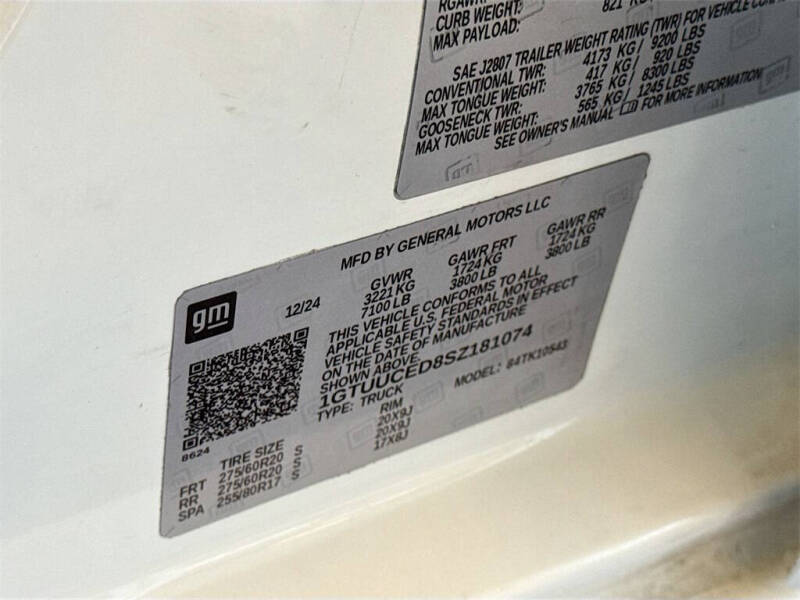 CURB WEIGHT: 821
MAX PAYLOAD:
SAE J2807 TRAILER WEIGHT RATING (TWR) FOR VEHICLE
CONVENTIONAL TWR: 4173 KG / 9200 LBS
MAX TONGUE WEIGHT: 417 KG / 920 LBS
GOOSENECK TWR: 3765 KG / 8300 LBS
MAX TONGUE WEIGHT: 565 KG / 1245 LBS
SEE OWNER'S MANUAL FOR MORE INFORMATION
MFD BY GENERAL MOTORS LLC
gm 12/24
GVWR GAWR FRT GAWR RR
3221 KG 1724 KG 1724 KG
7100 LB 3800 LB 3800 LB
THIS VEHICLE CONFORMS TO ALL
APPLICABLE U.S. FEDERAL MOTOR
VEHICLE SAFETY STANDARDS IN EFFECT
ON THE DATE OF MANUFACTURE
SHOWN ABOVE.
1GTUUCED8SZ181074
TYPE: TRUCK MODEL: 84TK10543
8624
TIRE SIZE RIM
FRT 275/60R20 S 20X9J
RR 275/60R20 S 20X9J
SPA 255/80R17 S 17X8J